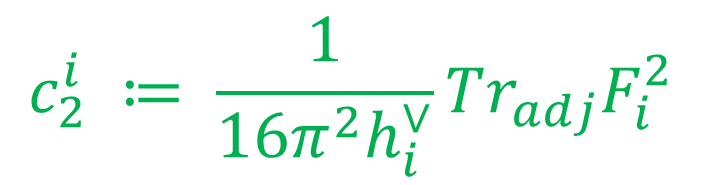 c_2^i := \frac{1}{16\pi^2 h_i^\vee} Tr_{adj} F_i^2